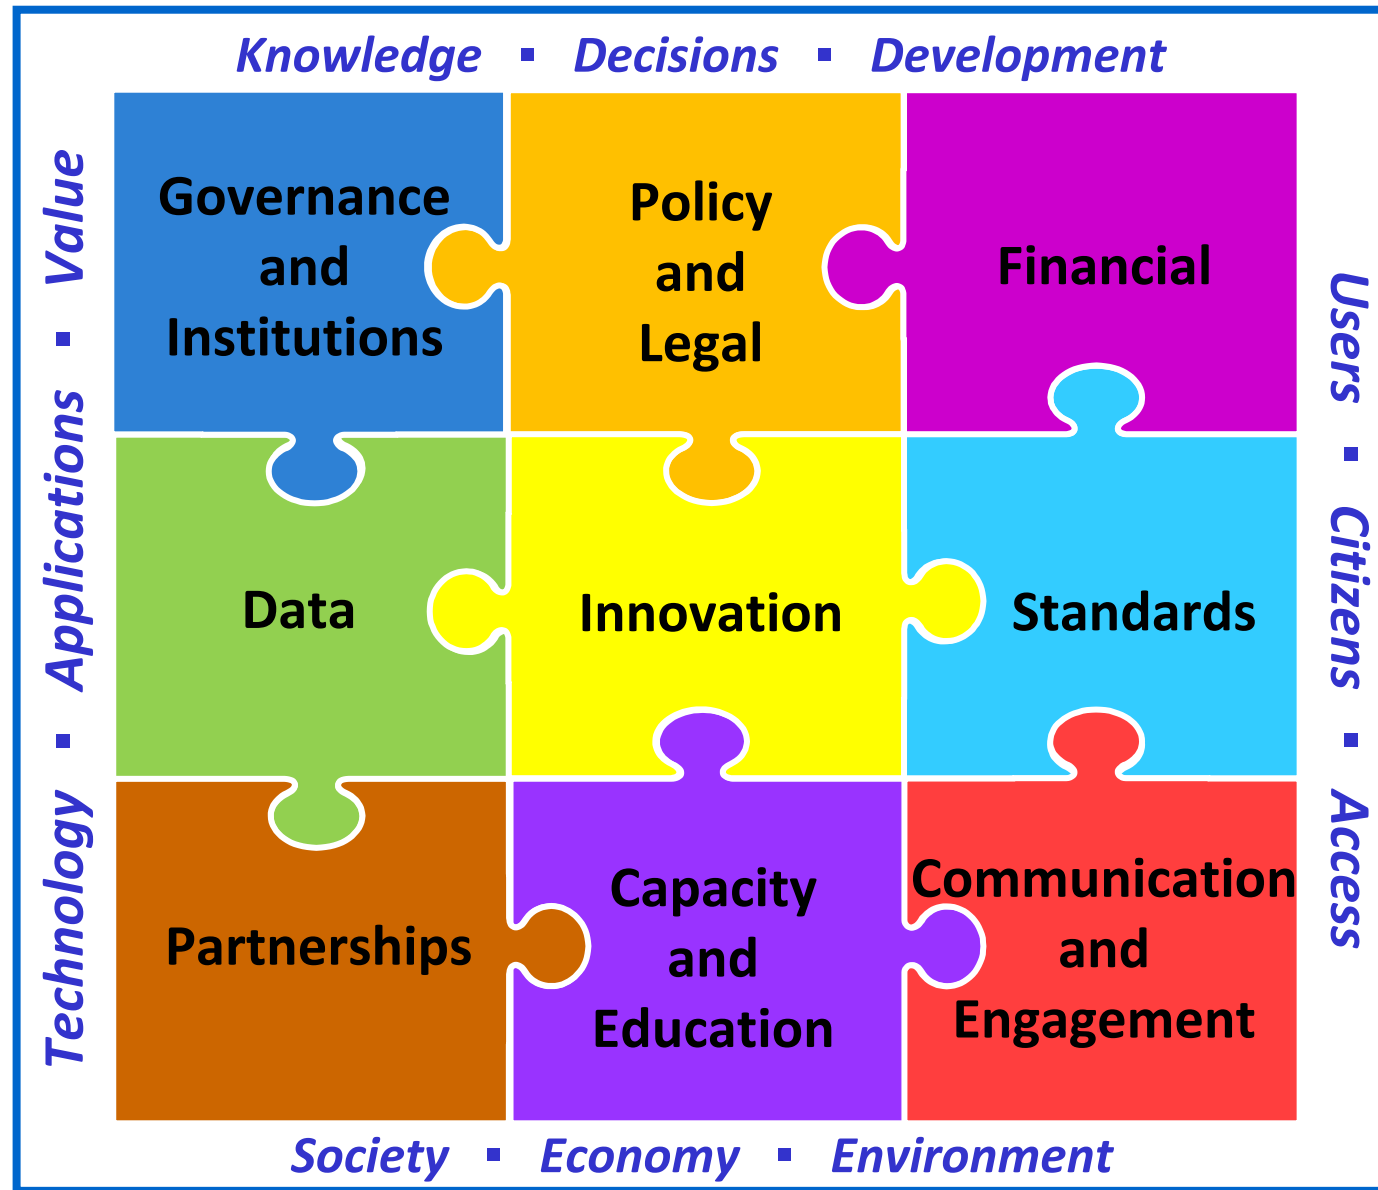 Knowledge ▪ Decisions ▪ Development
Technology ▪ Applications ▪ Value
Governance
and
Institutions
Policy
and
Legal
Financial
Data
Innovation
Standards
Partnerships
Capacity
and
Education
Communication
and
Engagement
Users ▪ Citizens ▪ Access
Society ▪ Economy ▪ Environment